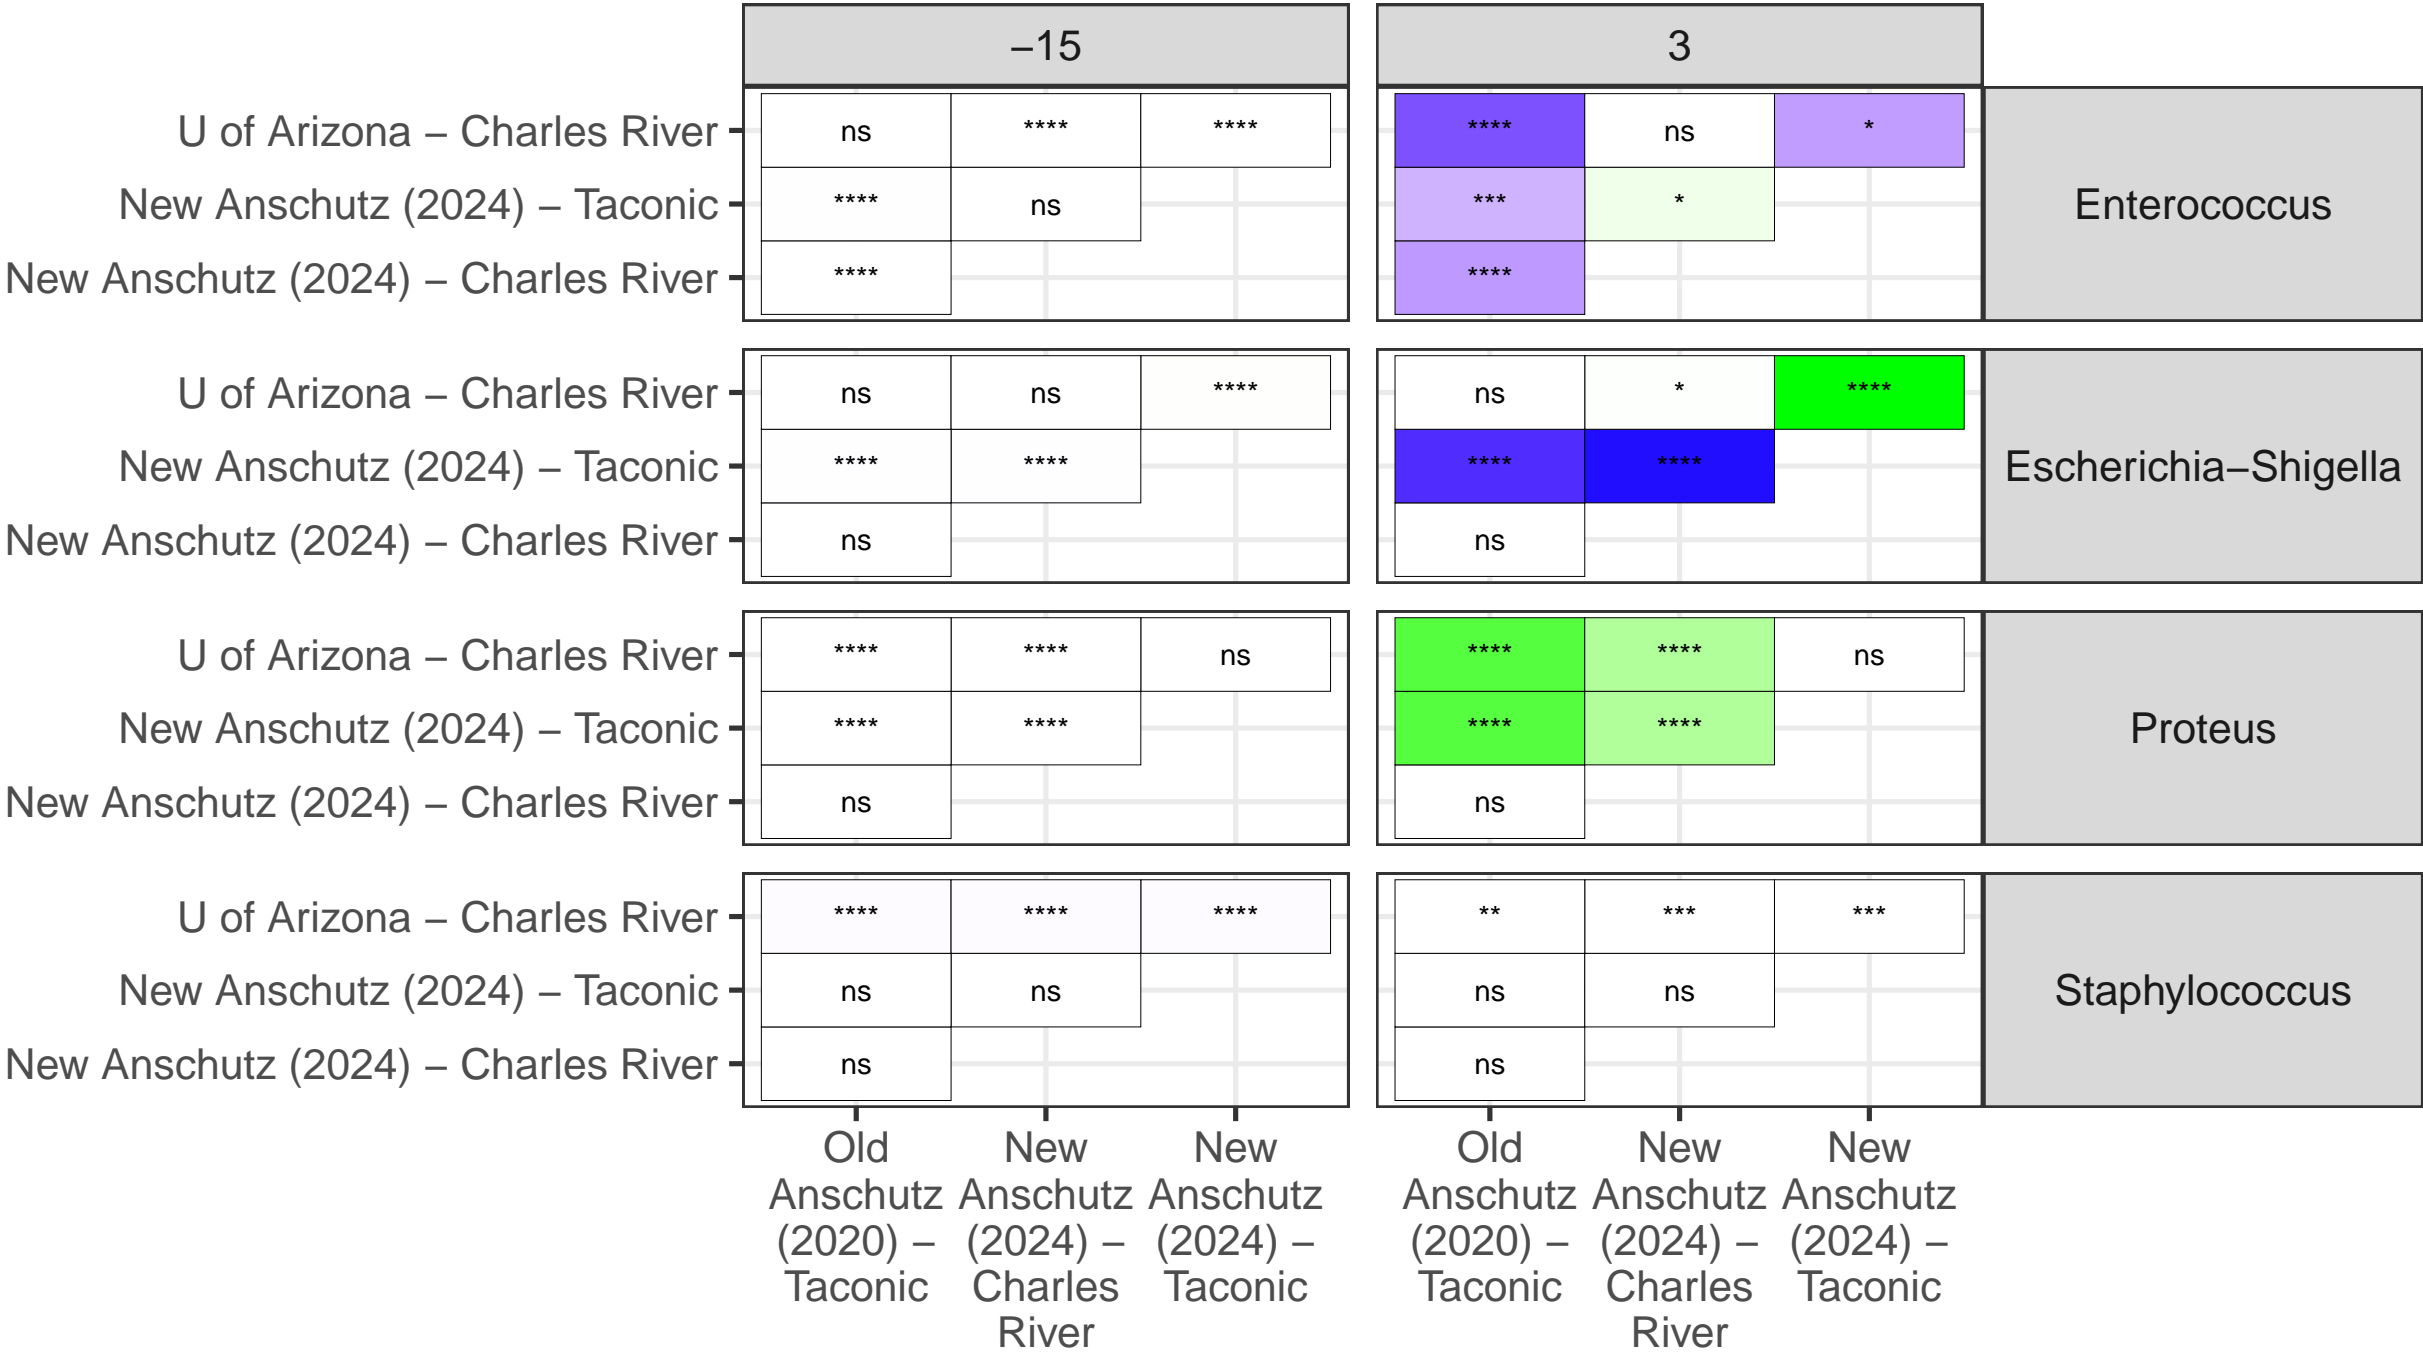 −15 3
U of Arizona − Charles River ns **** **** **** ns *
New Anschutz (2024) − Taconic **** ns *** * Enterococcus
New Anschutz (2024) − Charles River **** ****
U of Arizona − Charles River ns ns **** ns * ****
New Anschutz (2024) − Taconic **** **** **** **** Escherichia−Shigella
New Anschutz (2024) − Charles River ns ns
U of Arizona − Charles River **** **** ns **** **** ns
New Anschutz (2024) − Taconic **** **** **** **** Proteus
New Anschutz (2024) − Charles River ns ns
U of Arizona − Charles River **** **** **** ** *** ***
New Anschutz (2024) − Taconic ns ns ns ns Staphylococcus
New Anschutz (2024) − Charles River ns ns
Old New New Old New New
Anschutz Anschutz Anschutz Anschutz Anschutz Anschutz
(2020) − (2024) − (2024) − (2020) − (2024) − (2024) −
Taconic Charles Taconic Taconic Charles Taconic
River River